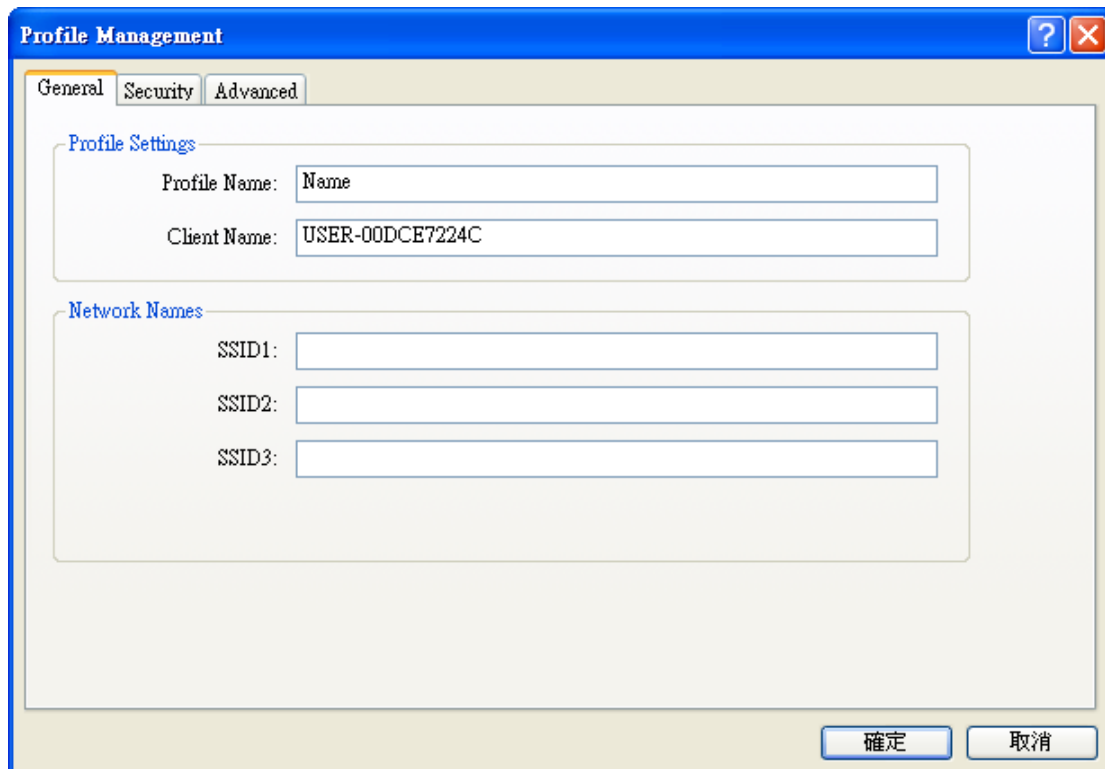 Profile Management
General Security Advanced
Profile Settings
Profile Name: Name
Client Name: USER-00DCE7224C
Network Names
SSID1:
SSID2:
SSID3:
確定 取消